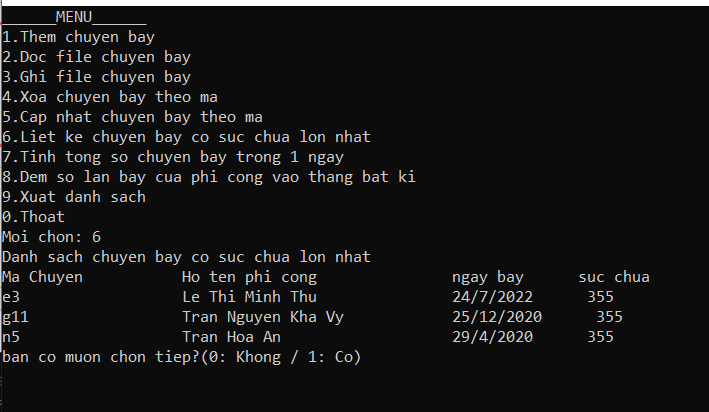 ______MENU______
1.Them chuyen bay
2.Doc file chuyen bay
3.Ghi file chuyen bay
4.Xoa chuyen bay theo ma
5.Cap nhat chuyen bay theo ma
6.Liet ke chuyen bay co suc chua lon nhat
7.Tinh tong so chuyen bay trong 1 ngay
8.Dem so lan bay cua phi cong vao thang bat ki
9.Xuat danh sach
0.Thoat
Moi chon: 6
Danh sach chuyen bay co suc chua lon nhat
Ma Chuyen           Ho ten phi cong               ngay bay      suc chua
e3                  Le Thi Minh Thu               24/7/2022      355
g11                 Tran Nguyen Kha Vy            25/12/2020      355
n5                  Tran Hoa An                   29/4/2020      355
ban co muon chon tiep?(0: Khong / 1: Co)